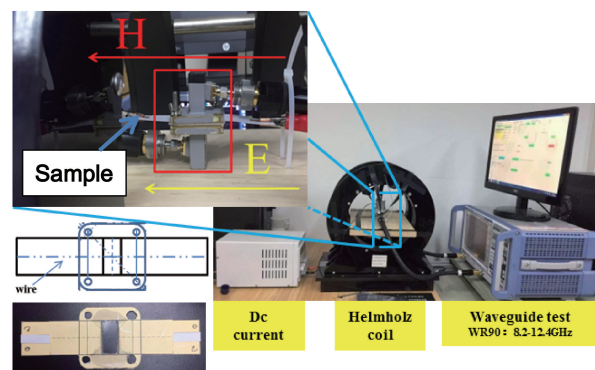 H
Sample
E
wire
Dc
current
Helmholz
coil
Waveguide test
WR90：8.2-12.4GHz